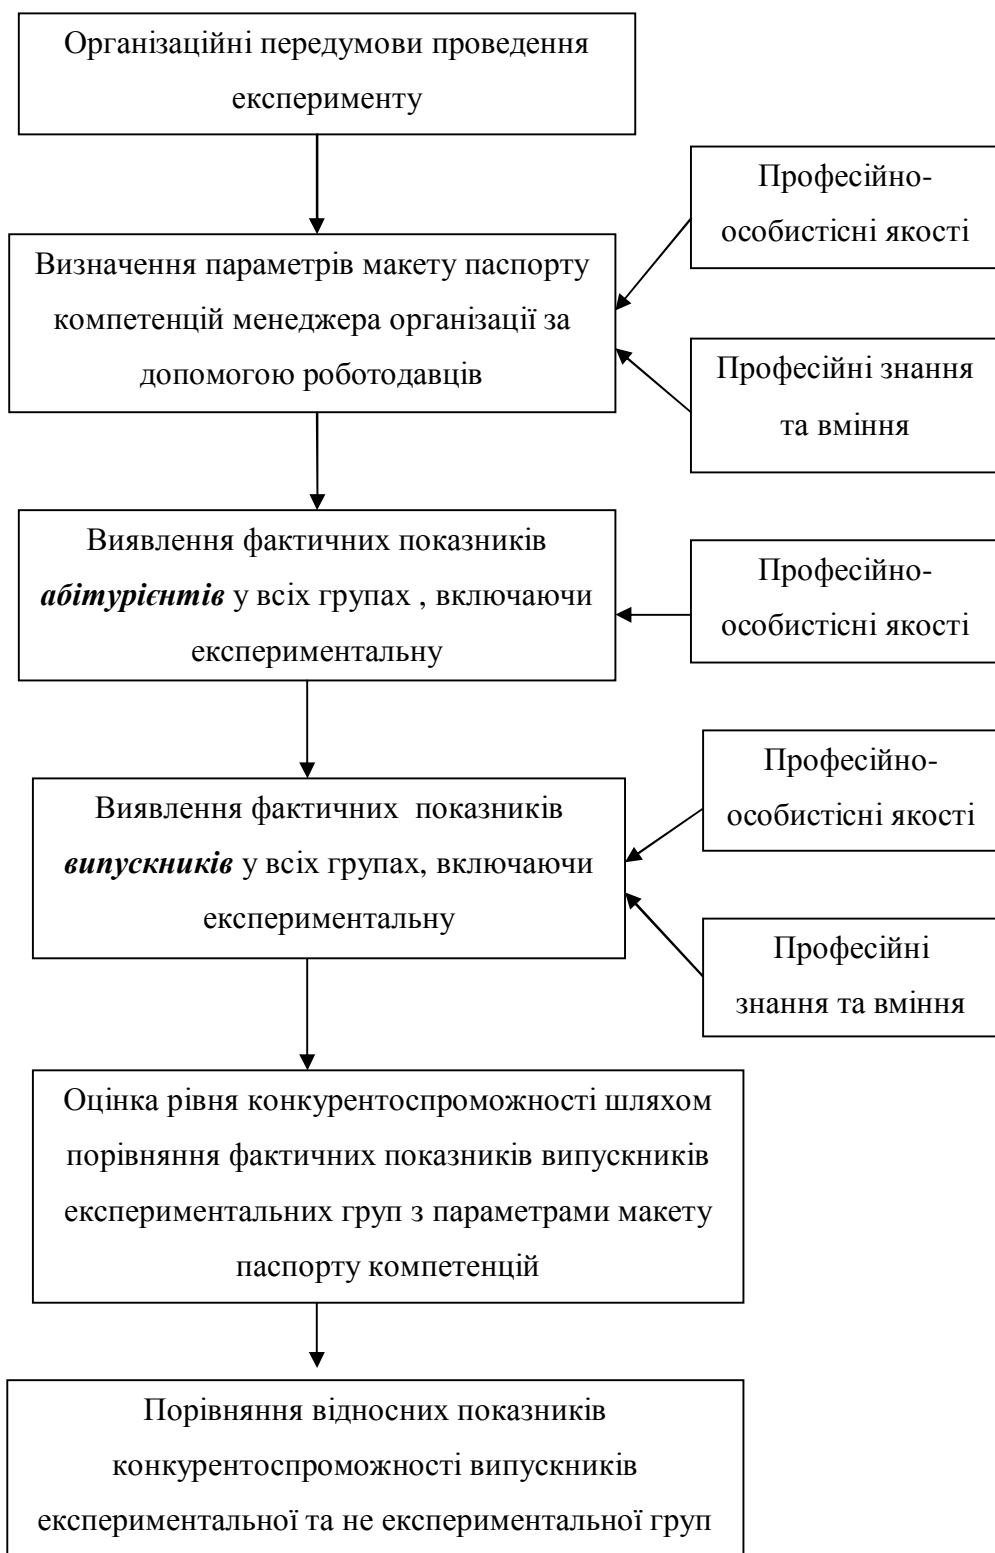 Організаційні передумови проведення
експерименту
Професійно-
особистісні якості
Визначення параметрів макету паспорту
компетенцій менеджера організації за
допомогою роботодавців
Професійні знання
та вміння
Виявлення фактичних показників
абітурієнтів у всіх групах , включаючи
експериментальну
Професійно-
особистісні якості
Виявлення фактичних показників
випускників у всіх групах, включаючи
експериментальну
Професійно-
особистісні якості
Професійні
знання та вміння
Оцінка рівня конкурентоспроможності шляхом
порівняння фактичних показників випускників
експериментальних груп з параметрами макету
паспорту компетенцій
Порівняння відносних показників
конкурентоспроможності випускників
експериментальної та не експериментальної груп